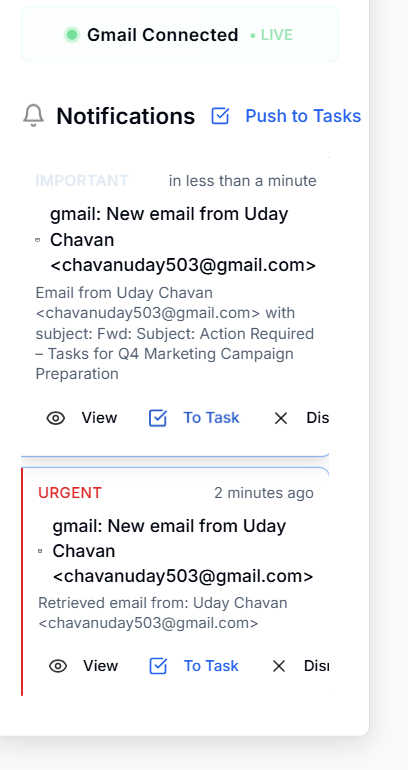 Gmail Connected • LIVE
Notifications Push to Tasks
IMPORTANT in less than a minute
gmail: New email from Uday
Chavan
<chavanuday503@gmail.com>
Email from Uday Chavan
<chavanuday503@gmail.com> with
subject: Fwd: Subject: Action Required
– Tasks for Q4 Marketing Campaign
Preparation
View To Task Dis
URGENT 2 minutes ago
gmail: New email from Uday
Chavan
<chavanuday503@gmail.com>
Retrieved email from: Uday Chavan
<chavanuday503@gmail.com>
View To Task Dis